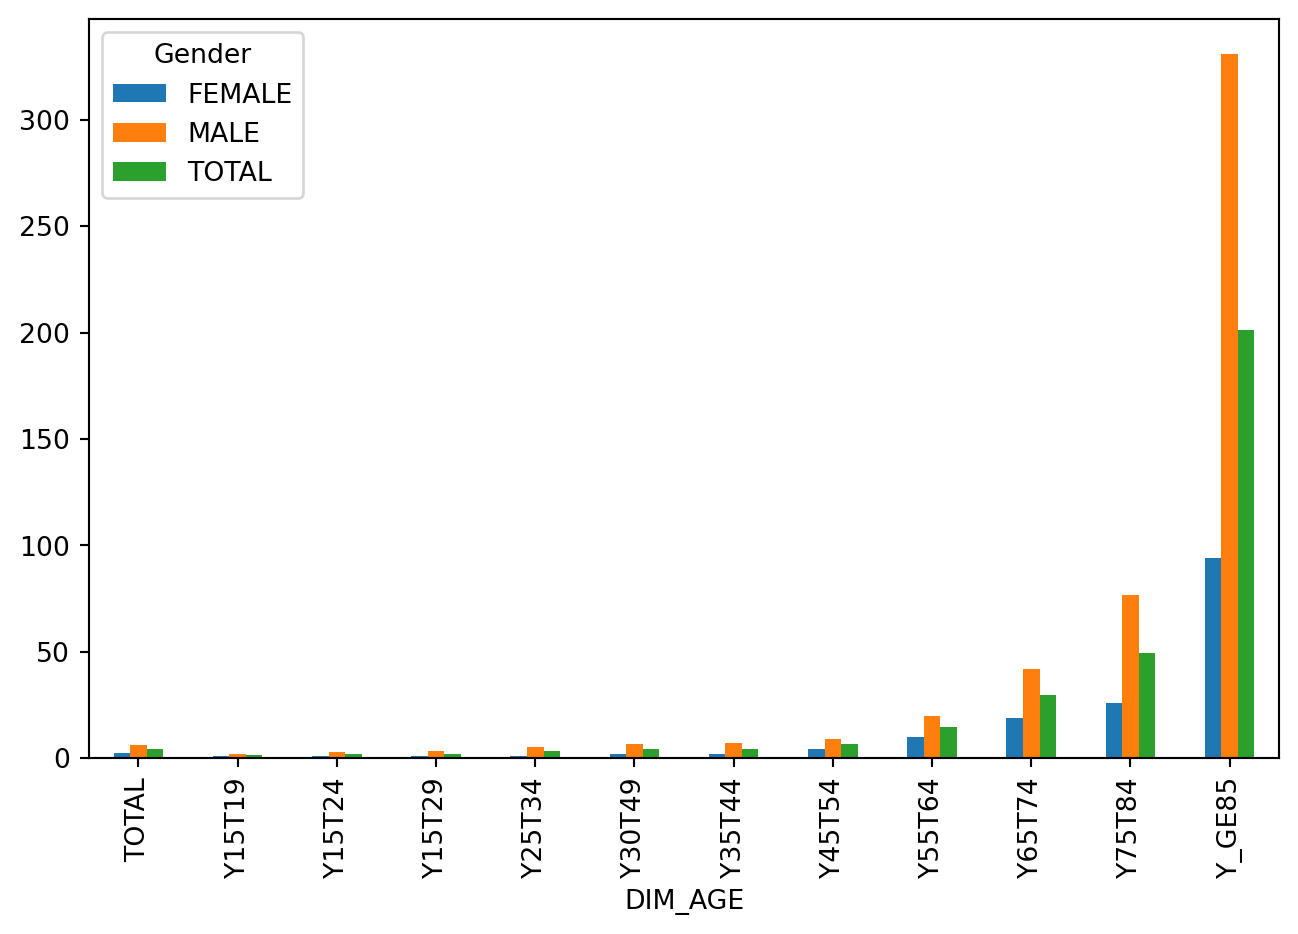 Gender
FEMALE
MALE
TOTAL
300
250
200
150
100
50
0
TOTAL
Y15T19
Y15T24
Y15T29
Y25T34
Y30T49
Y35T44
Y45T54
Y55T64
Y65T74
Y75T84
Y_GE85
DIM_AGE